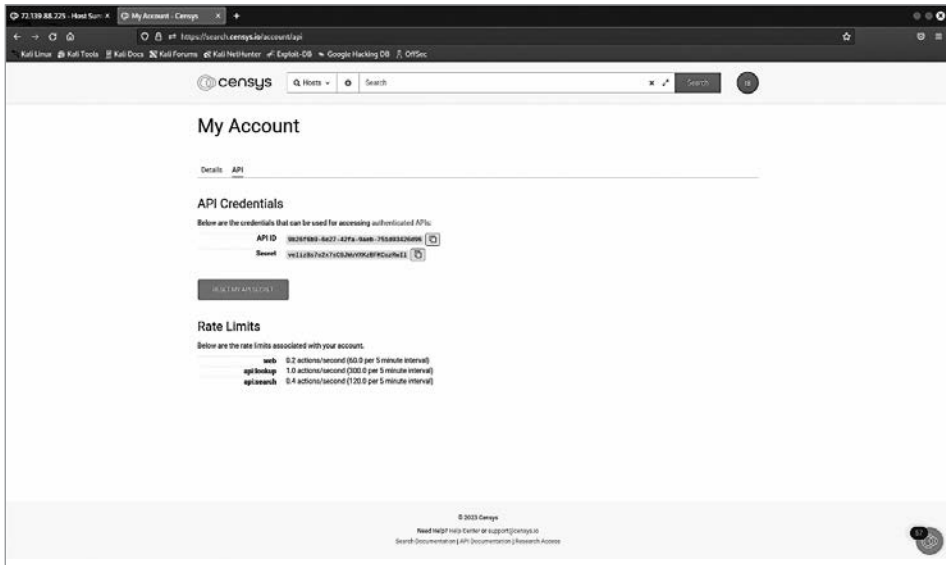 72.139.88.225 - Host Sum
My Account - Censys
https://search.censys.io/account/api
Kali Linux Kali Tools Kali Docs Kali Forums Kali NetHunter Exploit-DB Google Hacking DB OffSec
censys Hosts Search Search
My Account
Details API
API Credentials
Below are the credentials that can be used for accessing authenticated APIs:
API ID
Secret
RESET MY API SECRET
Rate Limits
Below are the rate limits associated with your account.
web 0.2 actions/second (60.0 per 5 minute interval)
api:lookup 1.0 actions/second (300.0 per 5 minute interval)
api:search 0.4 actions/second (120.0 per 5 minute interval)
© 2023 Censys
Need Help? Help Center or support@censys.io
Search Documentation | API Documentation | Research Access